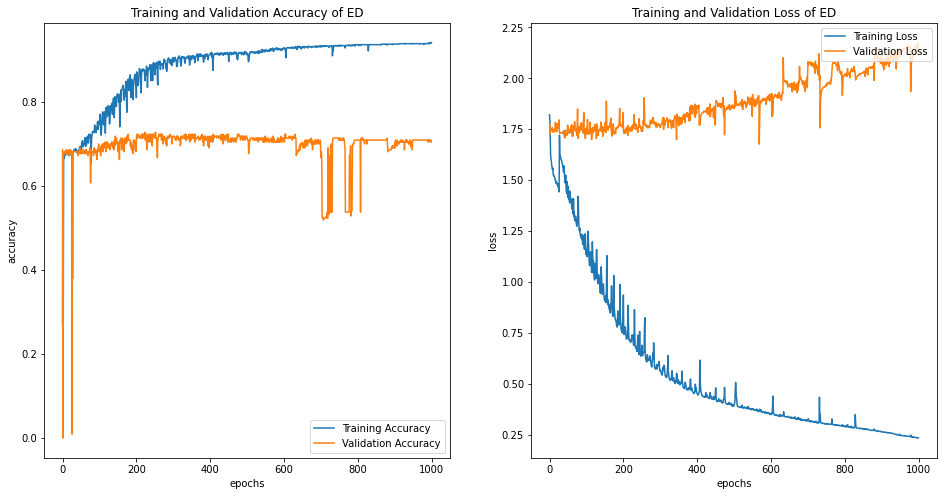 Training and Validation Accuracy of ED
accuracy
0.8
0.6
0.4
0.2
0.0
Training Accuracy
Validation Accuracy
0 200 400 600 800 1000
epochs
Training and Validation Loss of ED
loss
2.25
2.00
1.75
1.50
1.25
1.00
0.75
0.50
0.25
Training Loss
Validation Loss
0 200 400 600 800 1000
epochs